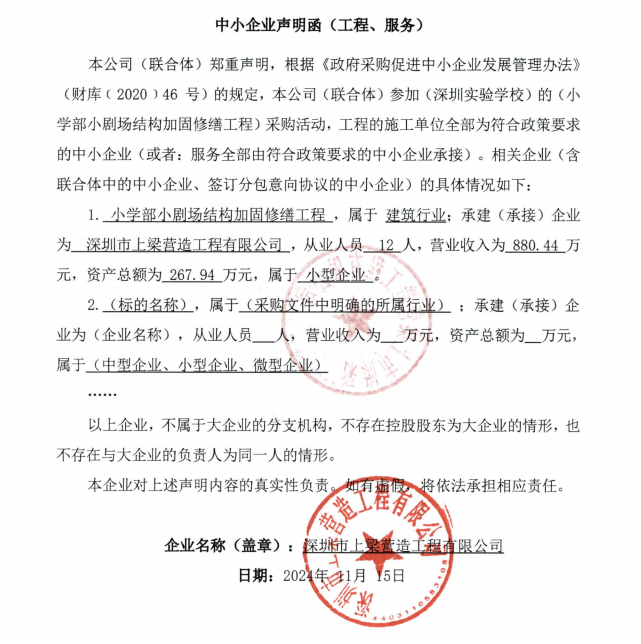 中小企业声明函（工程、服务）
本公司（联合体）郑重声明，根据《政府采购促进中小企业发展管理办法》
（财库﹝2020﹞46 号）的规定，本公司（联合体）参加（深圳实验学校）的（小
学部小剧场结构加固修缮工程）采购活动，工程的施工单位全部为符合政策要求
的中小企业（或者：服务全部由符合政策要求的中小企业承接）。相关企业（含
联合体中的中小企业、签订分包意向协议的中小企业）的具体情况如下：
1. 小学部小剧场结构加固修缮工程 ，属于 建筑行业；承建（承接）企业
为 深圳市上梁营造工程有限公司 ，从业人员 12 人，营业收入为 880.44 万
元，资产总额为 267.94 万元，属于 小型企业 。
2. （标的名称） ，属于（采购文件中明确的所属行业） ；承建（承接）企
业为（企业名称），从业人员___人，营业收入为___万元，资产总额为___万元，
属于（中型企业、小型企业、微型企业）
……
以上企业，不属于大企业的分支机构，不存在控股股东为大企业的情形，也
不存在与大企业的负责人为同一人的情形。
本企业对上述声明内容的真实性负责。如有虚假，将依法承担相应责任。
企业名称（盖章）：深圳市上梁营造工程有限公司
日期：2024年 11月 15日
深圳市上梁营造工程有限公司